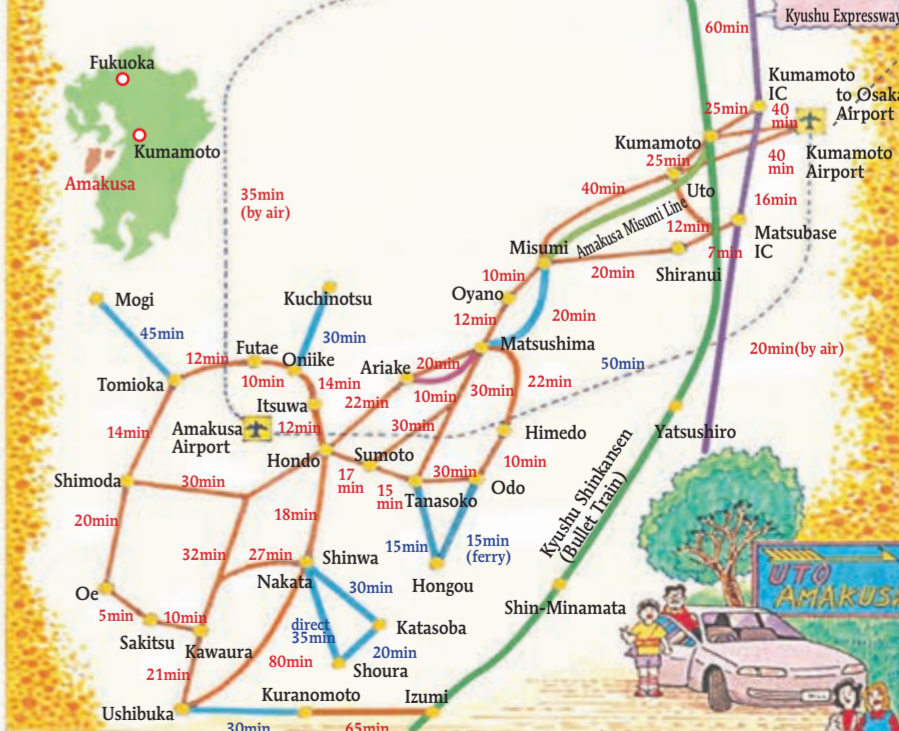 Kyushu Expressway
60min
Fukuoka
Kumamoto
Amakusa
Kumamoto
IC
to Osaka
Airport
25min
40
min
Kumamoto
Kumamoto
Airport
25min
40
min
40min
Uto
16min
35min
(by air)
Amakusa Misumi Line
12min
Matsubase
IC
7min
Misumi
20min
Shiranui
10min
Oyano
12min
20min
Mogi
Kuchinotsu
45min
30min
Matsushima
20min(by air)
50min
12min
Futae
Oniike
Ariake
20min
Tomioka
10min
14min
22min
10min
30min
22min
Itsuwa
14min
Amakusa
Airport
12min
30min
Himedo
Yatsushiro
Hondo
Sumoto
10min
Shimoda
30min
17
min
15
min
30min
Tanasoko
Odo
Kyushu Shinkansen
(Bullet Train)
20min
18min
15min
15min
(ferry)
32min
27min
Shinwa
Nakata
30min
Hongou
Oe
Shin-Minamata
UTO
AMAKUSA
5min
10min
Sakitsu
Kawaura
direct
35min
Katasoba
20min
21min
80min
Shoura
Ushibuka
Kuranomoto
Izumi
30min
65min